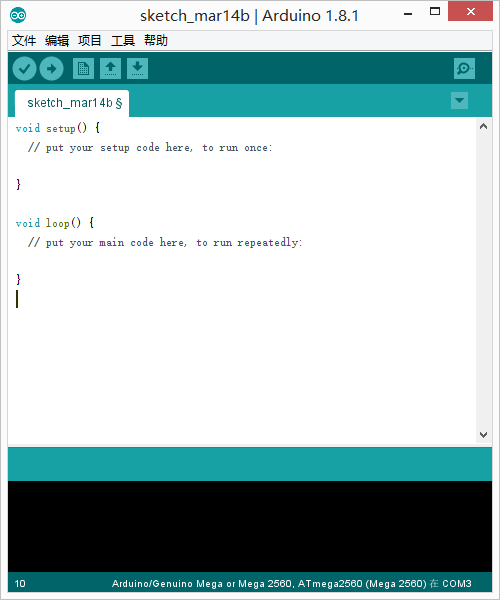 sketch_mar14b | Arduino 1.8.1
文件 编辑 项目 工具 帮助
sketch_mar14b §
void setup() {
// put your setup code here, to run once:
}
void loop() {
// put your main code here, to run repeatedly:
}
10 Arduino/Genuino Mega or Mega 2560, ATmega2560 (Mega 2560) 在 COM3